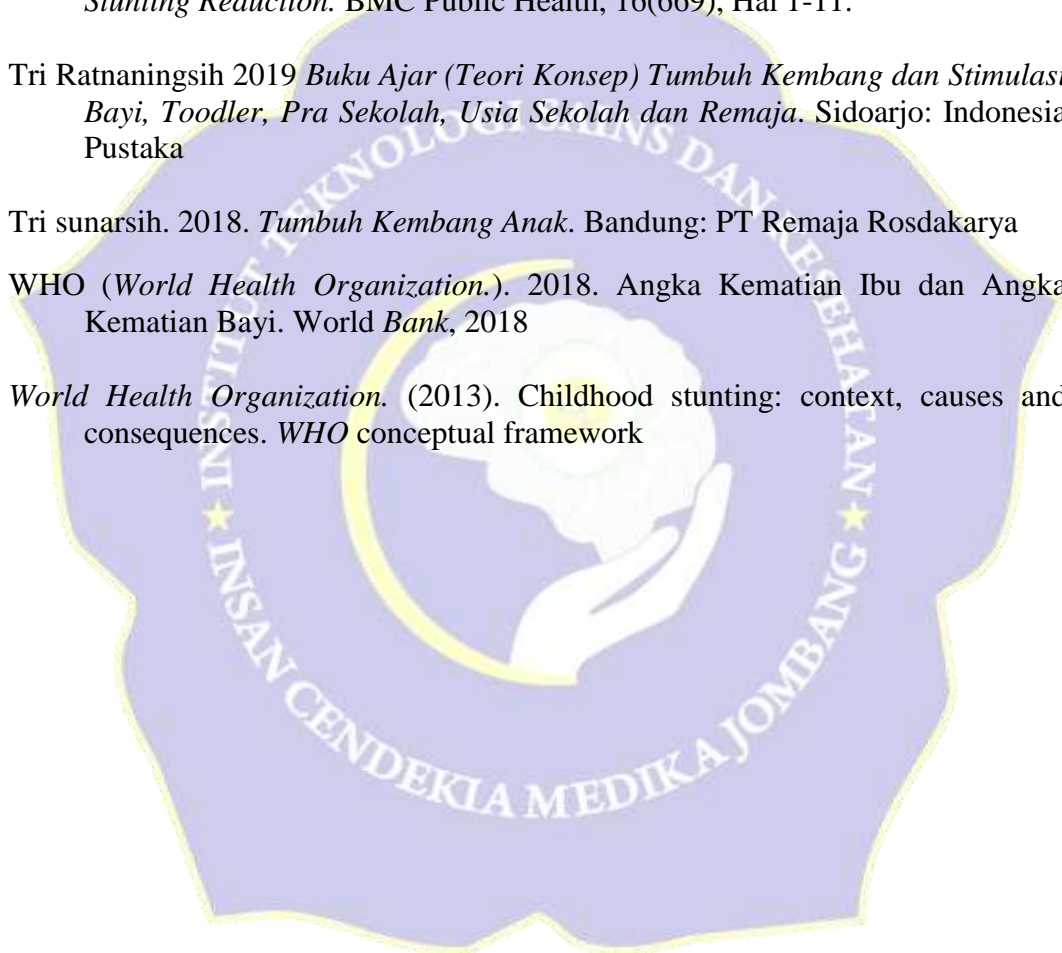 Stunting Reduction. BMC Public Health, 16(669), Hal 1-11.
Tri Ratnaningsih 2019 Buku Ajar (Teori Konsep) Tumbuh Kembang dan Stimulasi
Bayi, Toodler, Pra Sekolah, Usia Sekolah dan Remaja. Sidoarjo: Indonesia
Pustaka
Tri sunarsih. 2018. Tumbuh Kembang Anak. Bandung: PT Remaja Rosdakarya
WHO (World Health Organization.). 2018. Angka Kematian Ibu dan Angka
Kematian Bayi. World Bank, 2018
World Health Organization. (2013). Childhood stunting: context, causes and
consequences. WHO conceptual framework
INSTITUT TEKNOLOGI SAINS DAN KESEHATAN
INSAN CENDEKIA MEDIKA JOMBANG